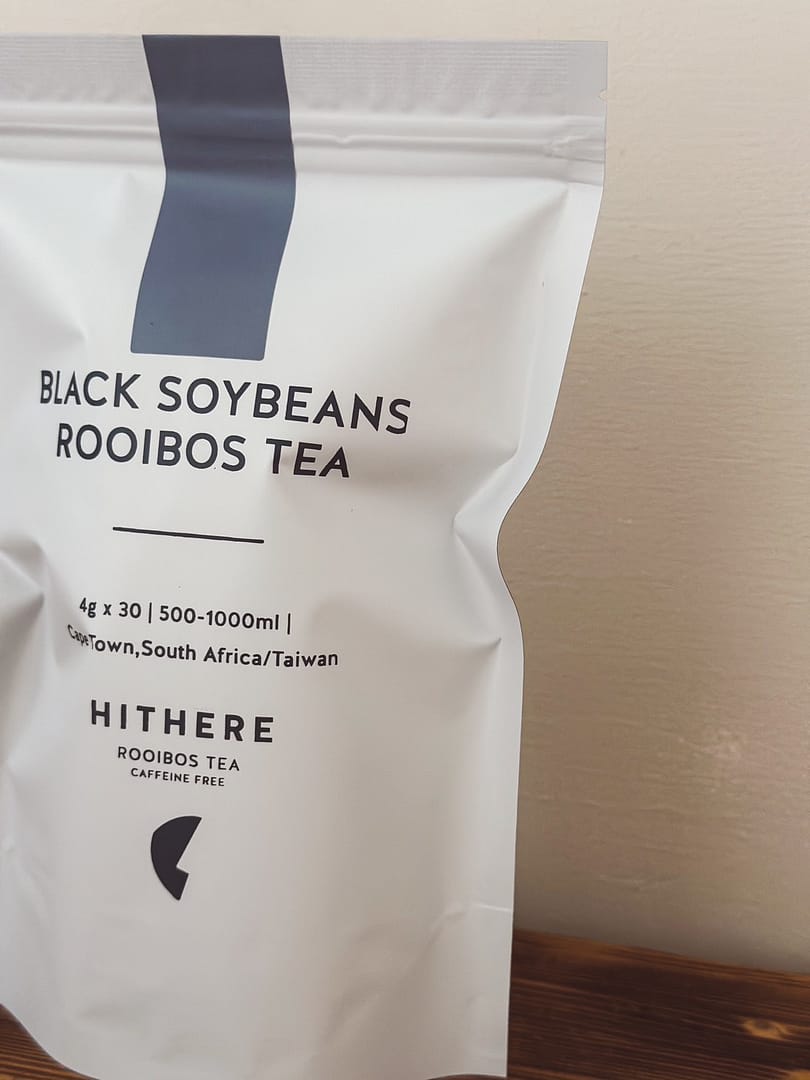 BLACK SOYBEANS
ROOIBOS TEA
4g x 30 | 500-1000ml |
CapeTown,South Africa/Taiwan
HITHERE
ROOIBOS TEA
CAFFEINE FREE